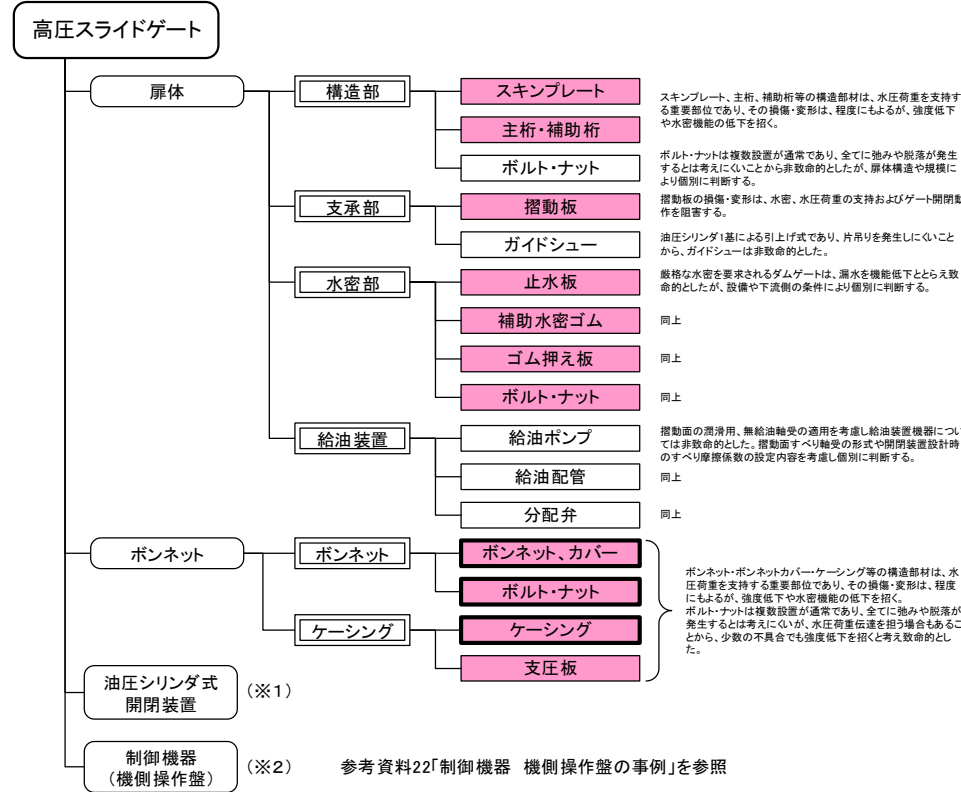 高圧スライドゲート
扉体
構造部
スキンプレート
スキンプレート、主桁、補助桁等の構造部材は、水圧荷重を支持す
る重要部位であり、その損傷・変形は、程度にもよるが、強度低下
や水密機能の低下を招く。
主桁・補助桁
ボルト・ナット
ボルト・ナットは複数設置が通常であり、全てに弛みや脱落が発生
するとは考えにくいことから非致命的としたが、扉体構造や規模に
より個別に判断する。
支承部
摺動板
摺動板の損傷・変形は、水密、水圧荷重の支持およびゲート開閉動
作を阻害する。
ガイドシュー
油圧シリンダ1基による引上げ式であり、片吊りを発生しにくいこと
から、ガイドシューは非致命的とした。
水密部
止水板
厳格な水密を要求されるダムゲートは、漏水を機能低下ととらえ致
命的としたが、設備や下流側の条件により個別に判断する。
補助水密ゴム
同上
ゴム押え板
同上
ボルト・ナット
同上
給油装置
給油ポンプ
摺動面の潤滑用、無給油軸受の適用を考慮し給油装置機器につい
ては非致命的とした。摺動面すべり軸受の形式や開閉装置設計時
のすべり摩擦係数の設定内容を考慮し個別に判断する。
給油配管
同上
分配弁
同上
ボンネット
ボンネット
ボンネット、カバー
ボルト・ナット
ケーシング
ケーシング
支圧板
ボンネット・ボンネットカバー・ケーシング等の構造部材は、水
圧荷重を支持する重要部位であり、その損傷・変形は、程度
にもよるが、強度低下や水密機能の低下を招く。
ボルト・ナットは複数設置が通常であり、全てに弛みや脱落が
発生するとは考えにくいが、水圧荷重伝達を担う場合もあるこ
とから、少数の不具合でも強度低下を招くと考え致命的とし
た。
油圧シリンダ式
開閉装置
(※1)
制御機器
(機側操作盤)
(※2)
参考資料22「制御機器 機側操作盤の事例」を参照